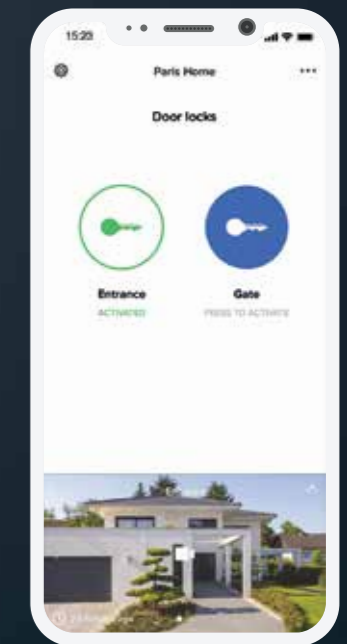 15:23
Paris Home
Door locks
Entrance
Gate
ACTIVATED
PRESS TO ACTIVATE